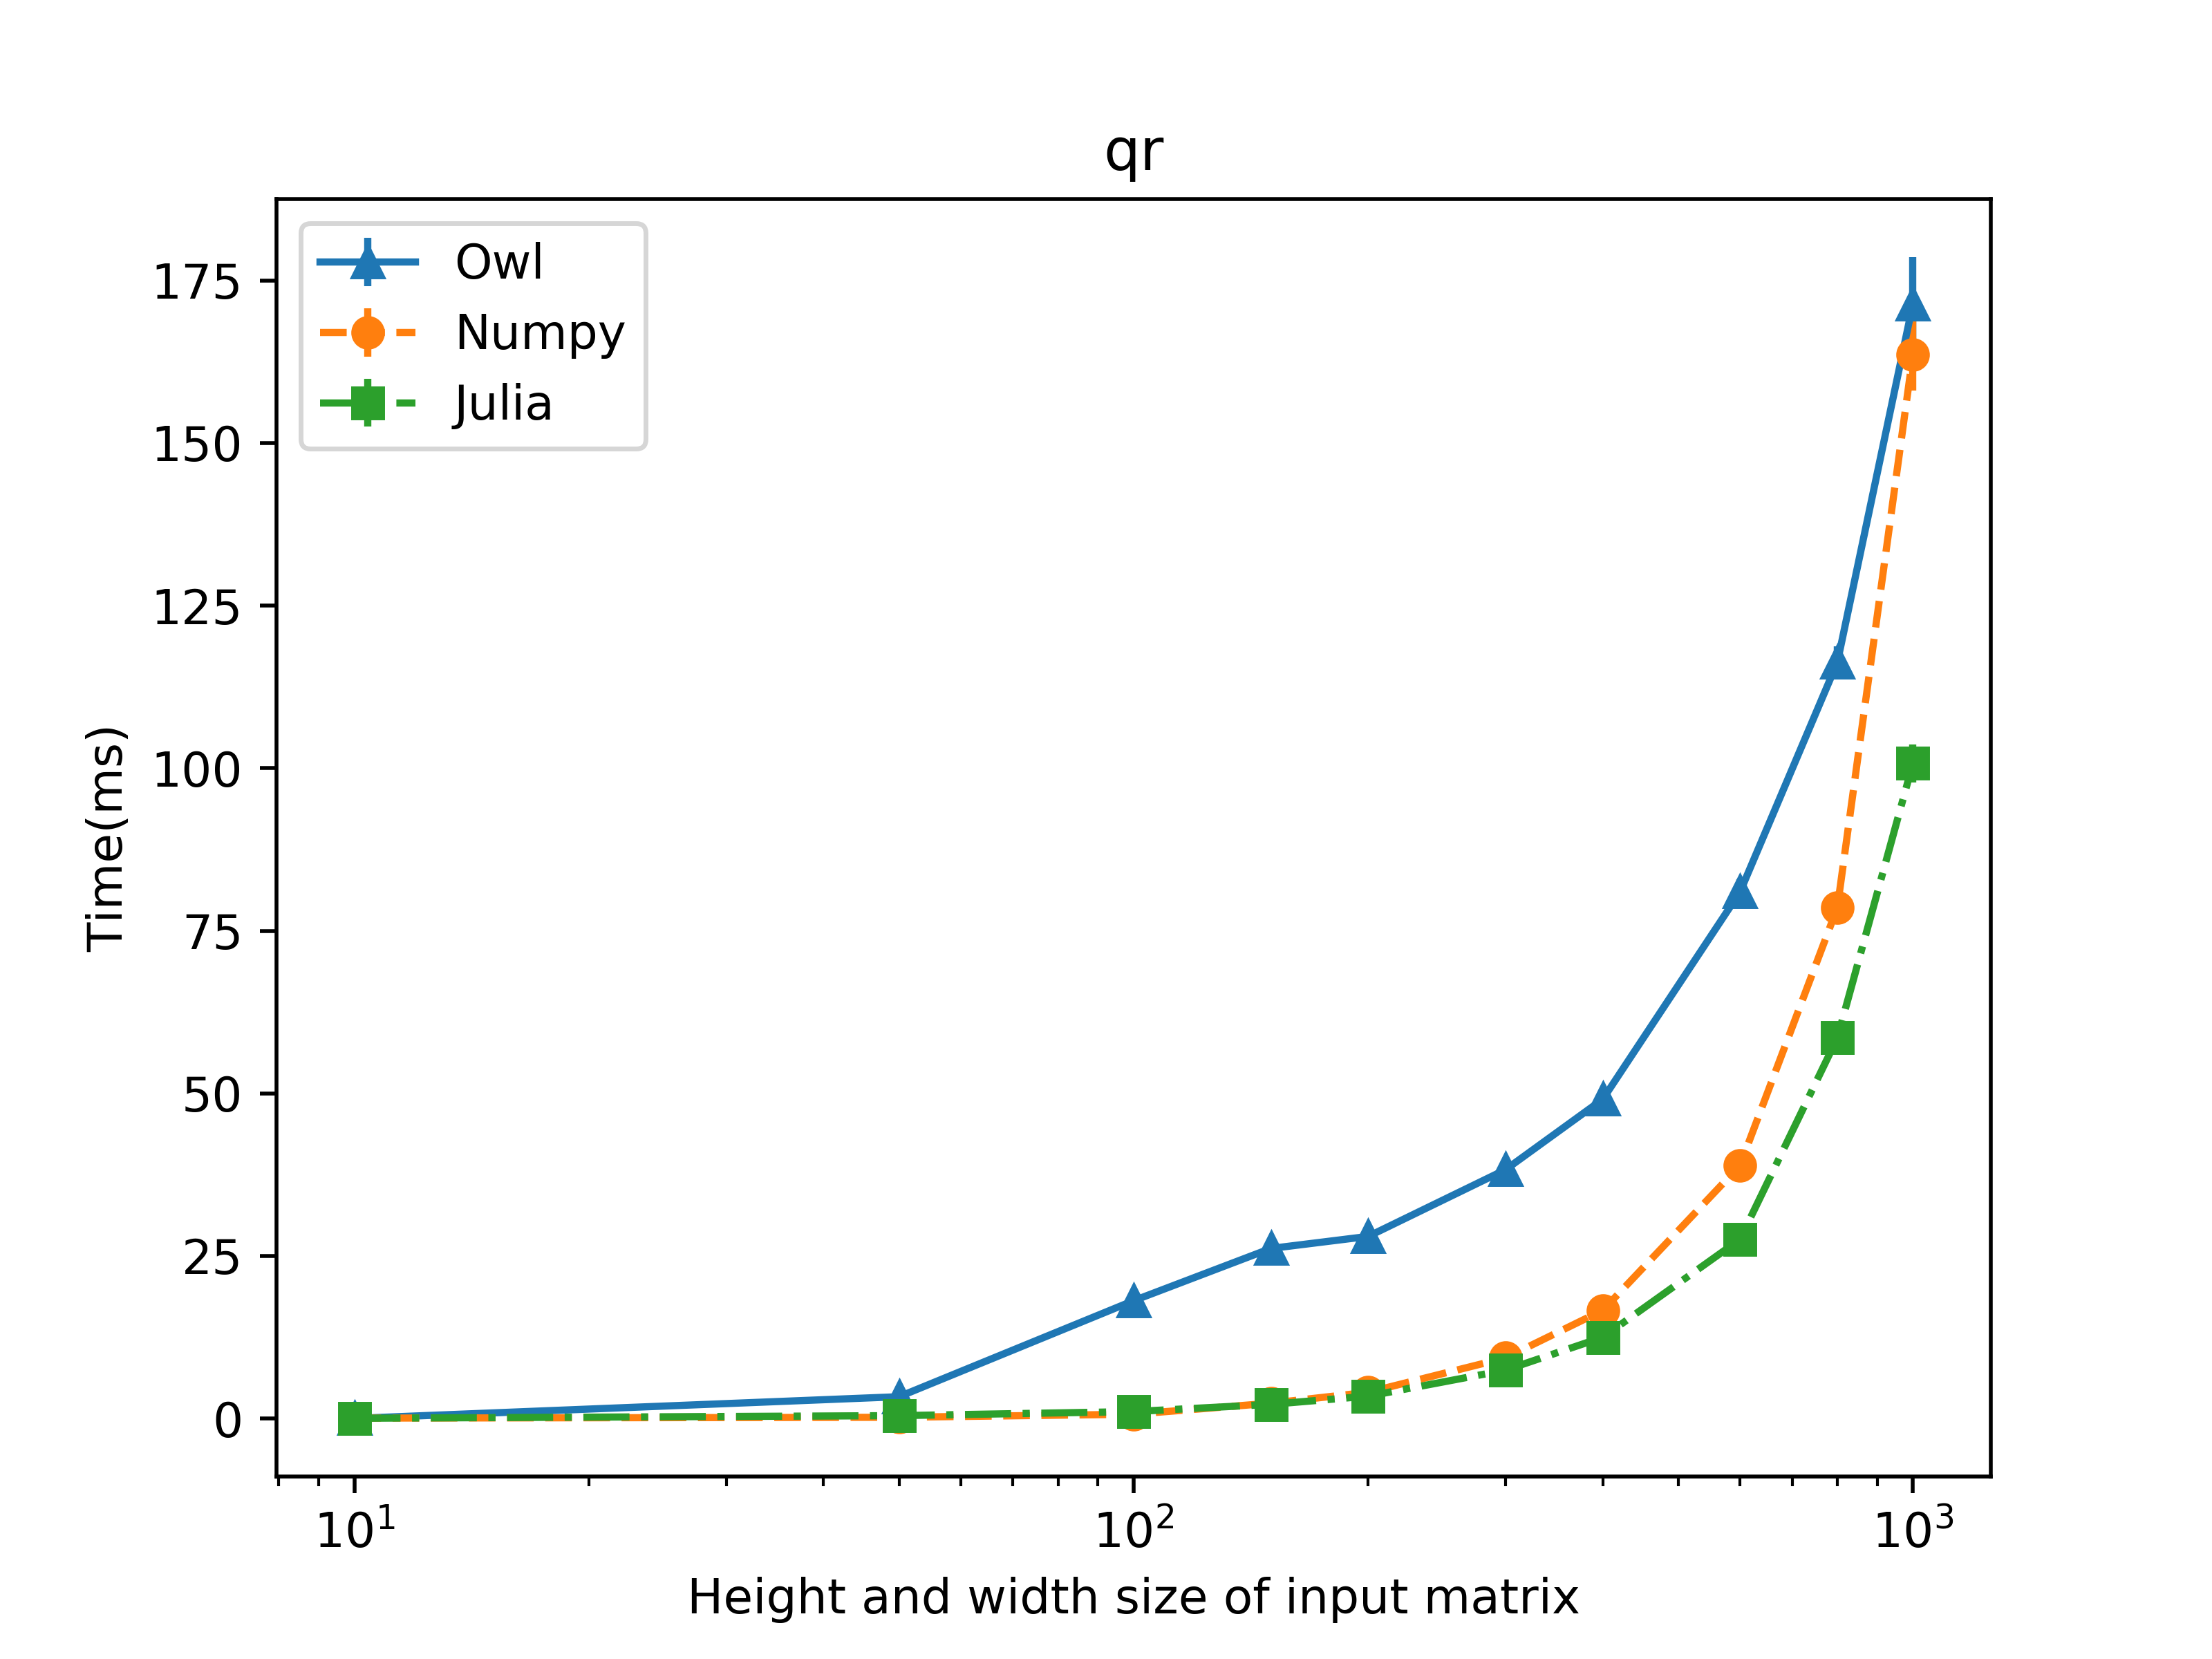 qr
Owl
Numpy
Julia
Time(ms)
175
150
125
100
75
50
25
0
10¹ 10² 10³
Height and width size of input matrix